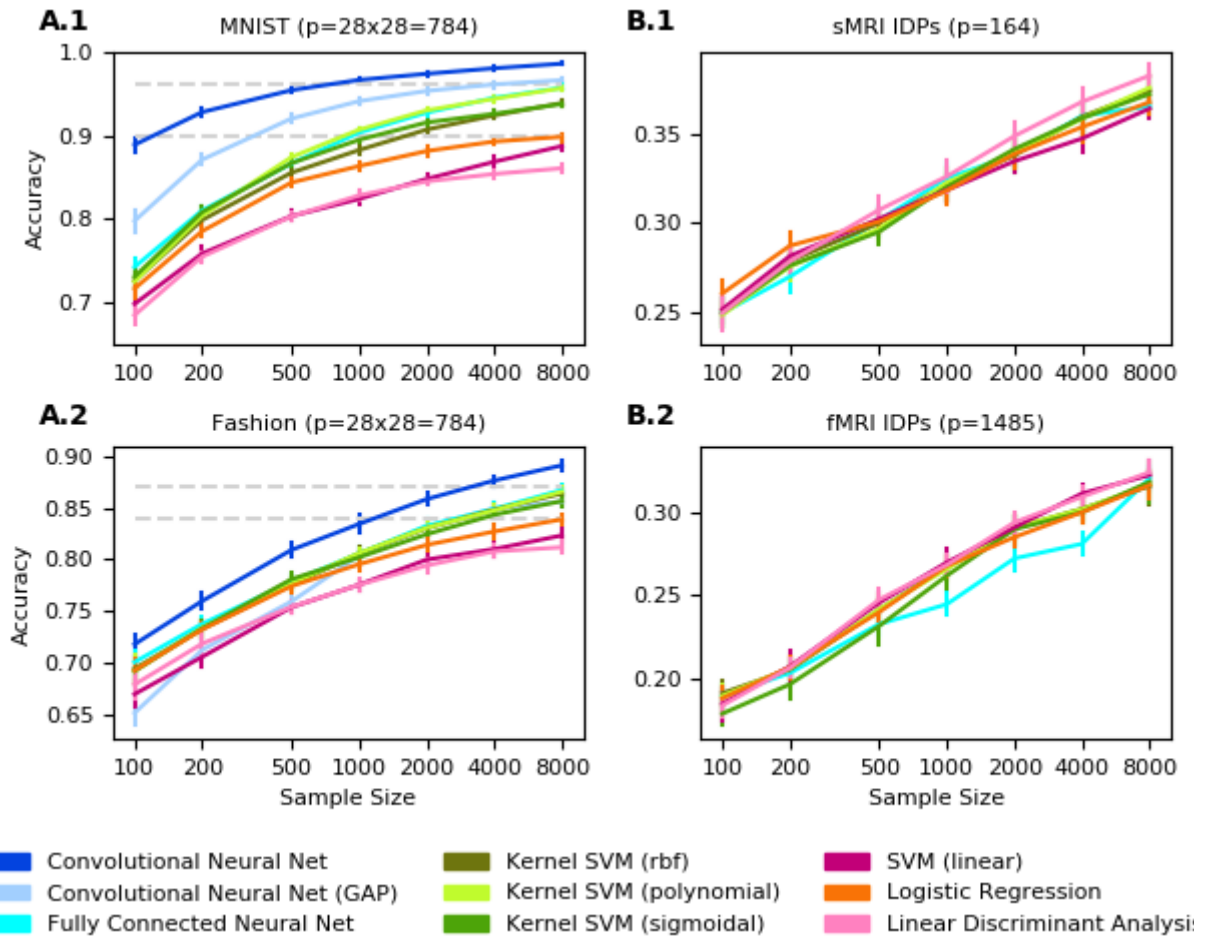 A.1
MNIST (p=28x28=784)
1.0
0.9
0.8
0.7
Accuracy
100 200 500 1000 2000 4000 8000
B.1
sMRI IDPs (p=164)
0.35
0.30
0.25
100 200 500 1000 2000 4000 8000
A.2
Fashion (p=28x28=784)
0.90
0.85
0.80
0.75
0.70
0.65
Accuracy
100 200 500 1000 2000 4000 8000
Sample Size
B.2
fMRI IDPs (p=1485)
0.30
0.25
0.20
100 200 500 1000 2000 4000 8000
Sample Size
Convolutional Neural Net
Convolutional Neural Net (GAP)
Fully Connected Neural Net
Kernel SVM (rbf)
Kernel SVM (polynomial)
Kernel SVM (sigmoidal)
SVM (linear)
Logistic Regression
Linear Discriminant Analysis